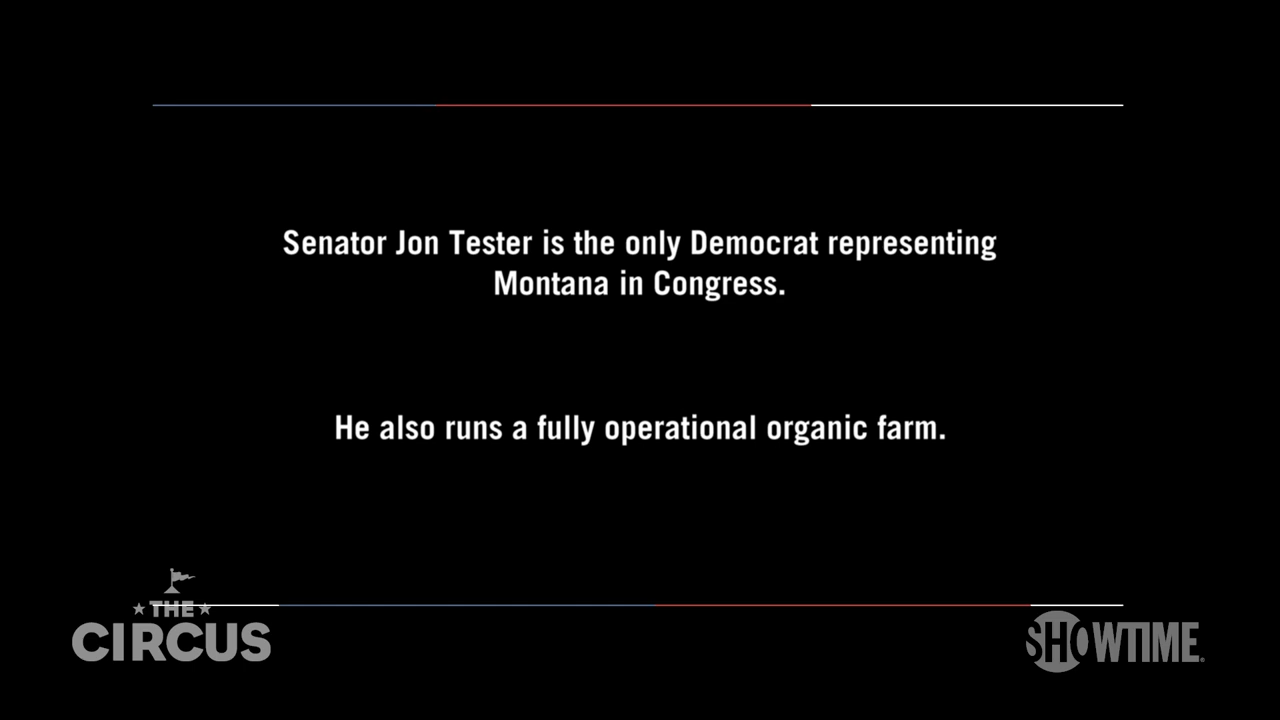 Senator Jon Tester is the only Democrat representing
Montana in Congress.
He also runs a fully operational organic farm.
THE
CIRCUS
SHOWTIME